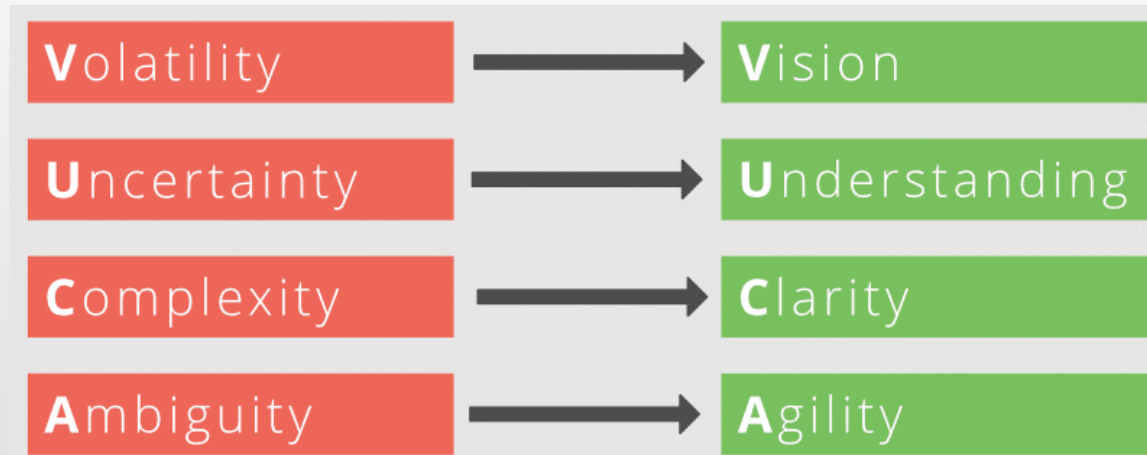 Volatility Vision
Uncertainty Understanding
Complexity Clarity
Ambiguity Agility